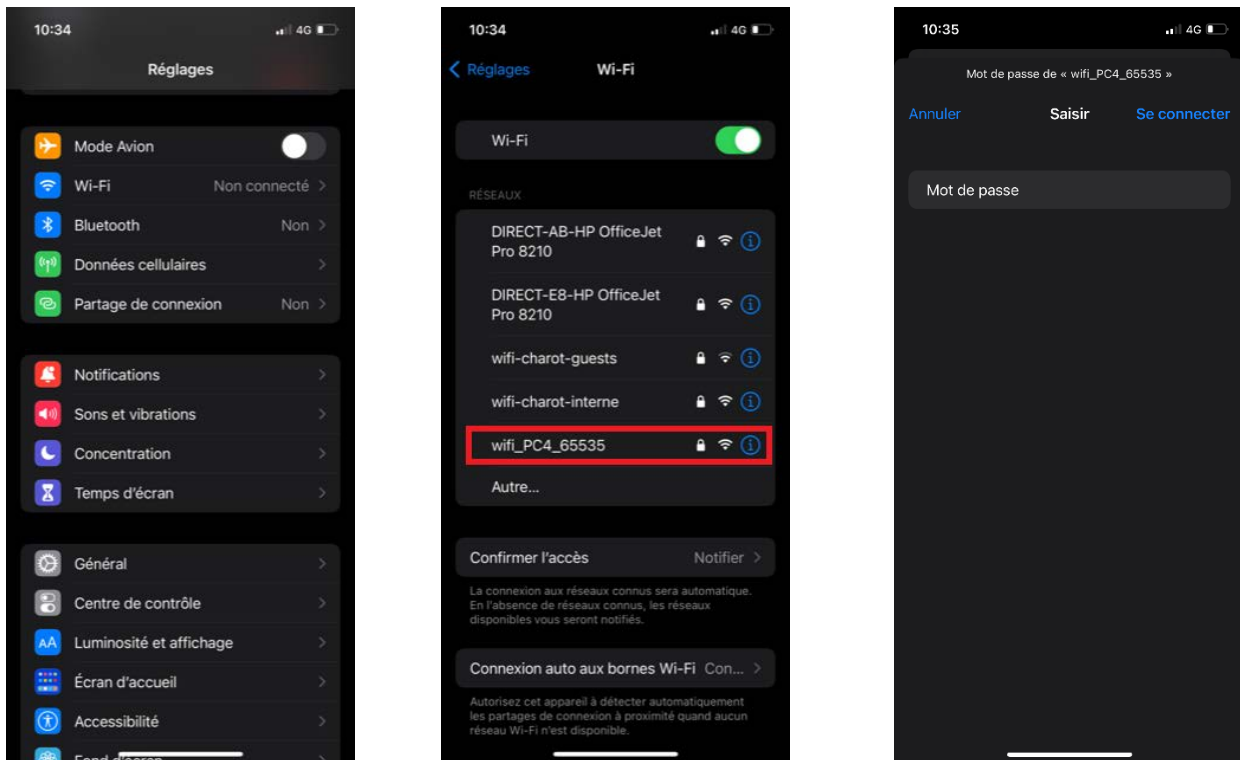 10:34
4G
Réglages
Mode Avion
Wi-Fi Non connecté
Bluetooth Non
Données cellulaires
Partage de connexion Non
Notifications
Sons et vibrations
Concentration
Temps d'écran
Général
Centre de contrôle
AA Luminosité et affichage
Écran d'accueil
Accessibilité
Fond d'écran
10:34
4G
Réglages Wi-Fi
Wi-Fi
RÉSEAUX
DIRECT-AB-HP OfficeJet
Pro 8210
DIRECT-E8-HP OfficeJet
Pro 8210
wifi-charot-guests
wifi-charot-interne
wifi_PC4_65535
Autre...
Confirmer l'accès Notifier
La connexion aux réseaux connus sera automatique.
En l'absence de réseaux connus, les réseaux
disponibles vous seront notifiés.
Connexion auto aux bornes Wi-Fi Con...
Autorisez cet appareil à détecter automatiquement
les partages de connexion à proximité quand aucun
réseau Wi-Fi n'est disponible.
10:35
4G
Mot de passe de « wifi_PC4_65535 »
Annuler Saisir Se connecter
Mot de passe